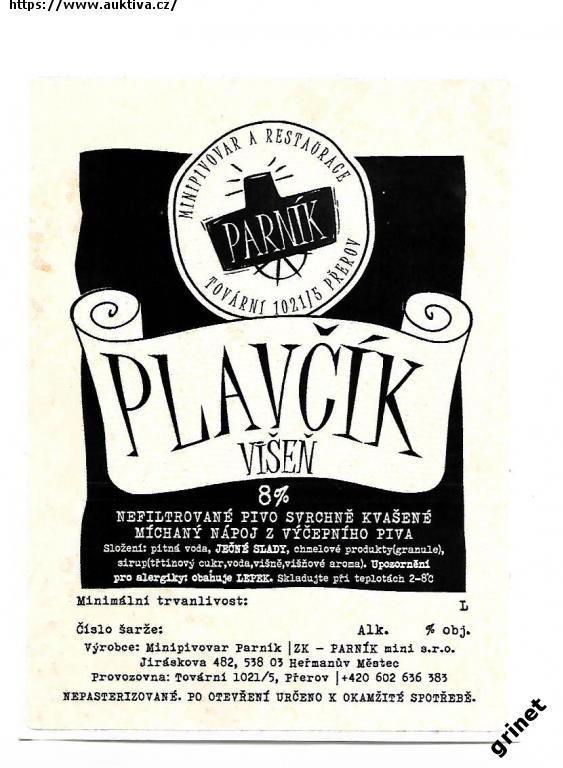 https://www.auktiva.cz/
MINIPIVOVAR A RESTAURACE
PARNÍK
TOVÁRNÍ 1021/5 PŘEROV
PLAVČÍK
VIŠEŇ
8%
NEFILTROVANÉ PIVO SVRCHNĚ KVAŠENÉ
MÍCHANÝ NÁPOJ Z VÝČEPNÍHO PIVA
Složení: pitná voda, JEČNÉ SLADY, chmelové produkty(granule),
sirup(třtinový cukr,voda,višně,višňové aroma). Upozornění
pro alergiky: obahuje LEPEK. Skladujte při teplotách 2-8°C
Minimální trvanlivost:
L
Číslo šarže: Alk. % obj.
Výrobce: Minipivovar Parník |ZK - PARNÍK mini s.r.o.
Jiráskova 482, 538 03 Heřmanův Městec
Provozovna: Tovární 1021/5, Přerov |+420 602 636 383
NEPASTERIZOVANÉ. PO OTEVŘENÍ URČENO K OKAMŽITÉ SPOTŘEBĚ.
grinet